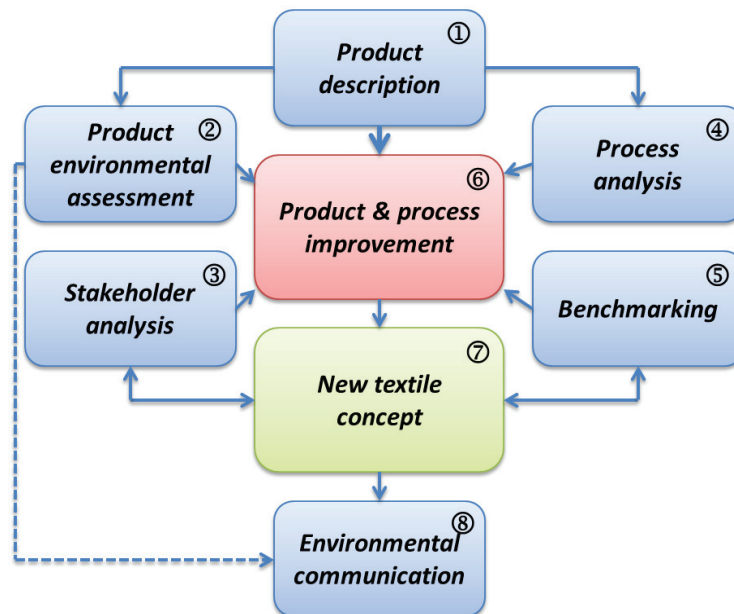 ①
Product
description
②
Product
environmental
assessment
③
Stakeholder
analysis
④
Process
analysis
⑤
Benchmarking
⑥
Product & process
improvement
⑦
New textile
concept
⑧
Environmental
communication